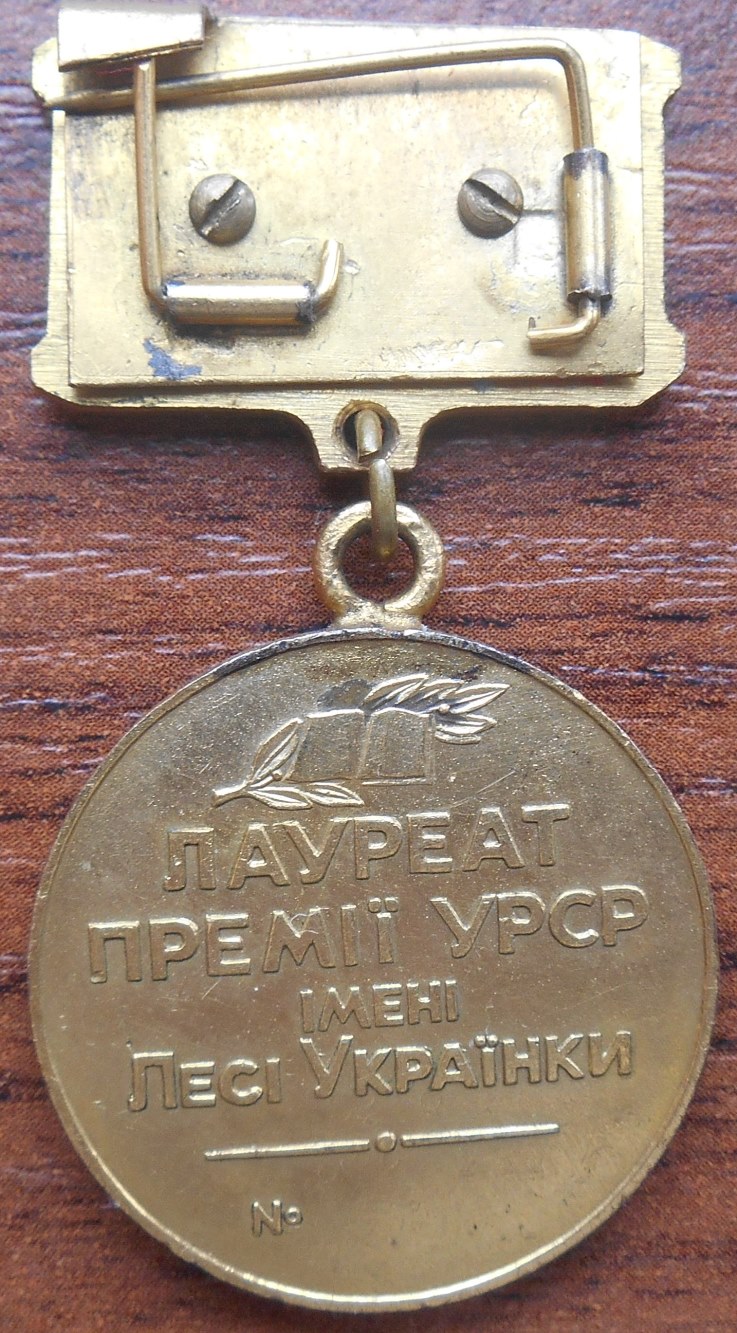 ЛАУРЕАТ
ПРЕМІЇ УРСР
ІМЕНІ
ЛЕСІ УКРАЇНКИ
№